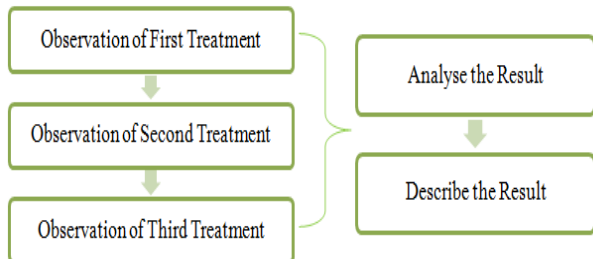 Observation of First Treatment
Observation of Second Treatment
Observation of Third Treatment
Analyse the Result
Describe the Result